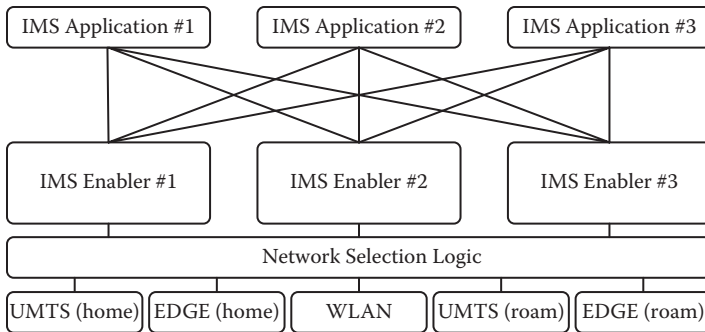 IMS Application #1
IMS Application #2
IMS Application #3
IMS Enabler #1
IMS Enabler #2
IMS Enabler #3
Network Selection Logic
UMTS (home)
EDGE (home)
WLAN
UMTS (roam)
EDGE (roam)